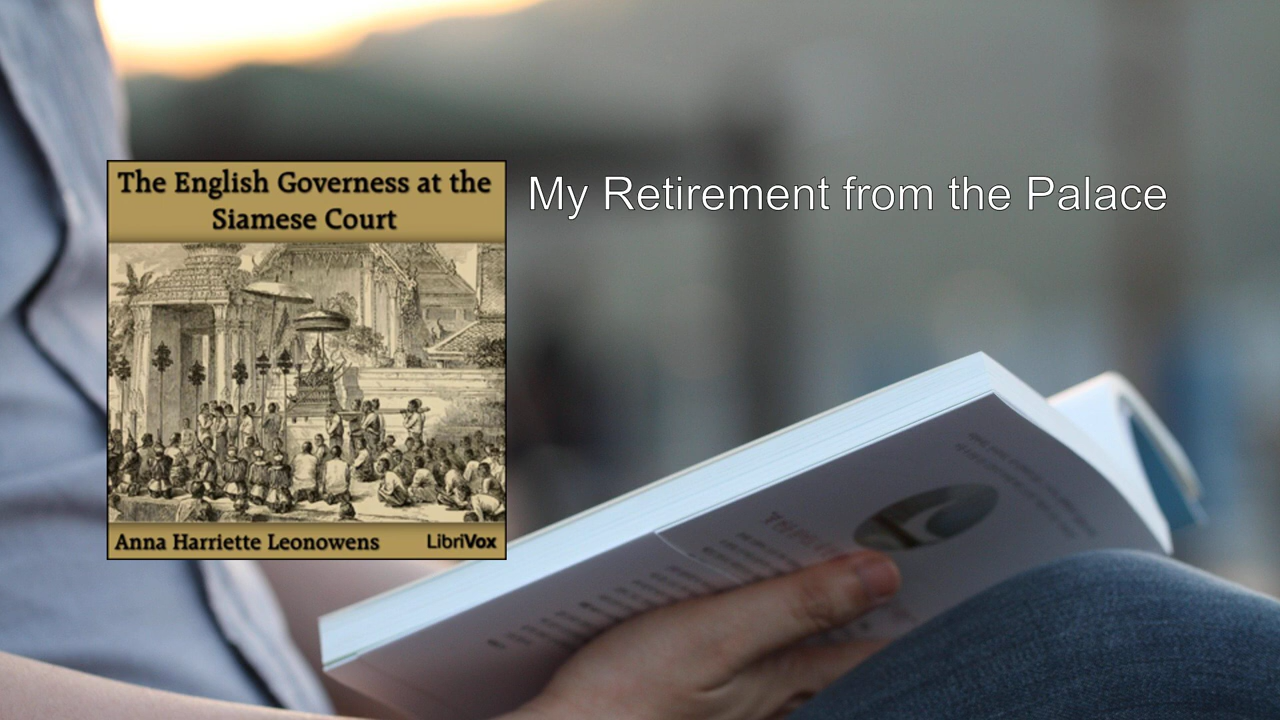 The English Governess at the
Siamese Court
Anna Harriette Leonowens
LibriVox
My Retirement from the Palace